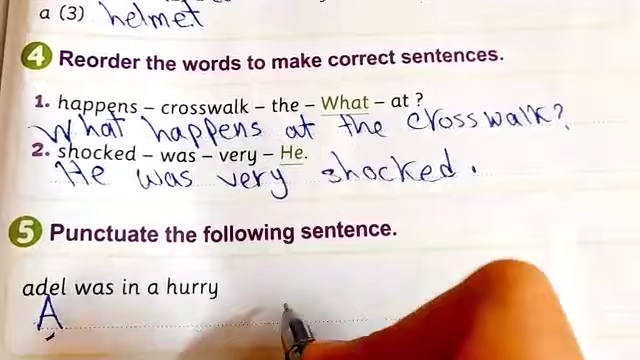 a (3) helmet
4 Reorder the words to make correct sentences.
1. happens – crosswalk – the – What – at ?
What happens at the crosswalk?
2. shocked – was – very – He.
He was very shocked.
5 Punctuate the following sentence.
adel was in a hurry
A